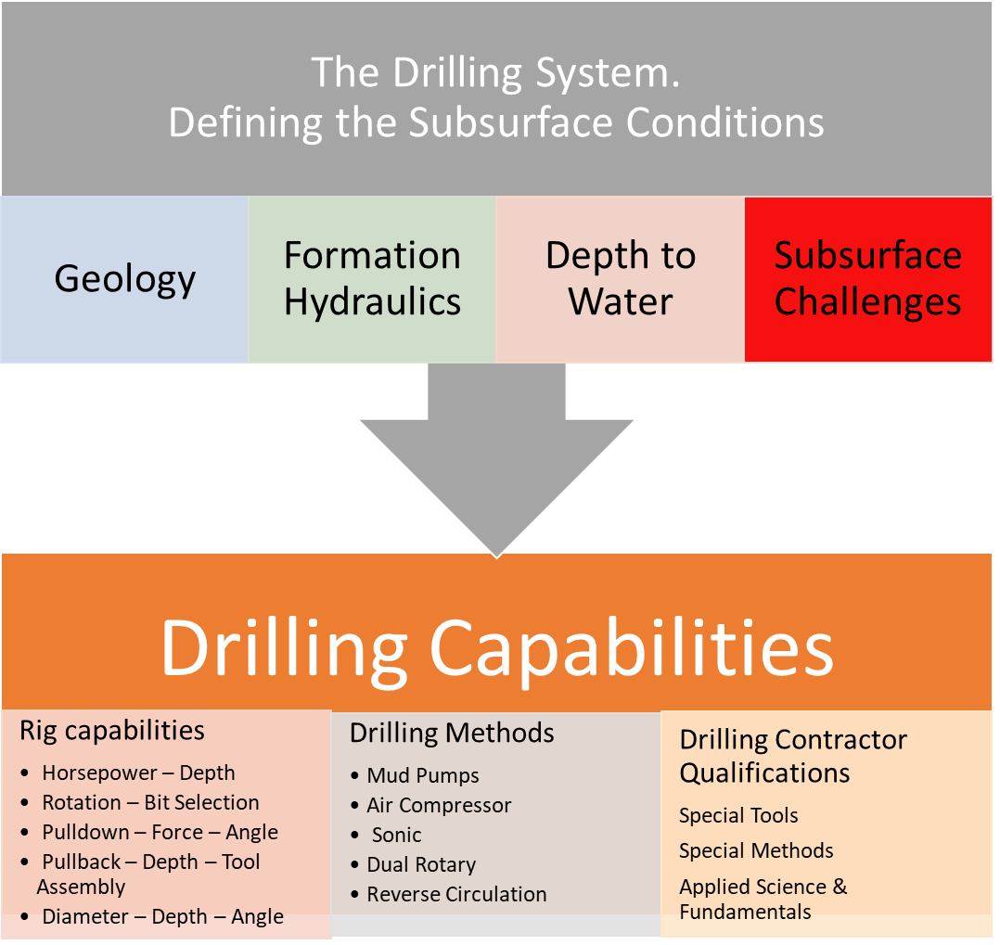 The Drilling System.
Defining the Subsurface Conditions
Geology
Formation
Hydraulics
Depth to
Water
Subsurface
Challenges
Drilling Capabilities
Rig capabilities
• Horsepower – Depth
• Rotation – Bit Selection
• Pulldown – Force – Angle
• Pullback – Depth – Tool
Assembly
• Diameter – Depth – Angle
Drilling Methods
• Mud Pumps
• Air Compressor
• Sonic
• Dual Rotary
• Reverse Circulation
Drilling Contractor
Qualifications
Special Tools
Special Methods
Applied Science &
Fundamentals